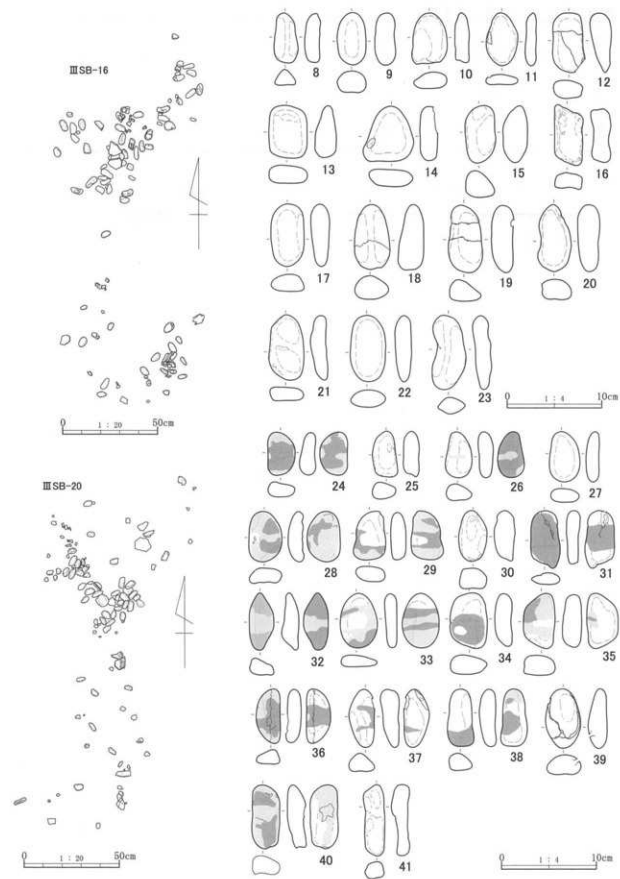 ⅢSB-16
0 1 : 20 50cm
8 9 10 11 12
13 14 15 16
17 18 19 20
21 22 23
0 1 : 4 10cm
ⅢSB-20
0 1 : 20 50cm
24 25 26 27
28 29 30 31
32 33 34 35
36 37 38 39
40 41
0 1 : 4 10cm